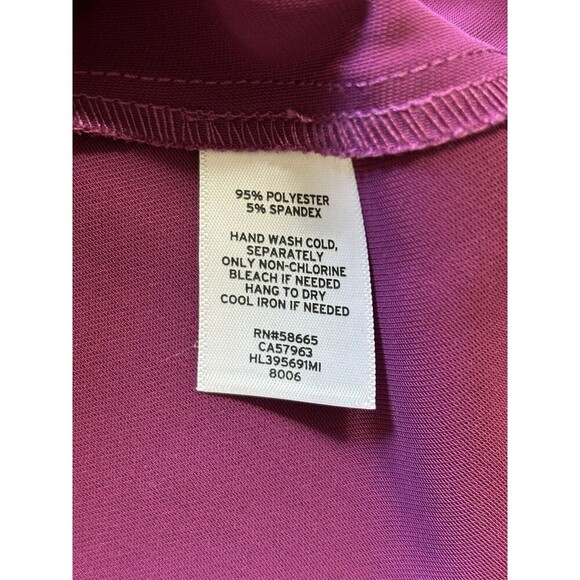 95% POLYESTER
5% SPANDEX
HAND WASH COLD,
SEPARATELY
ONLY NON-CHLORINE
BLEACH IF NEEDED
HANG TO DRY
COOL IRON IF NEEDED
RN#58665
CA57963
HL395691MI
8006